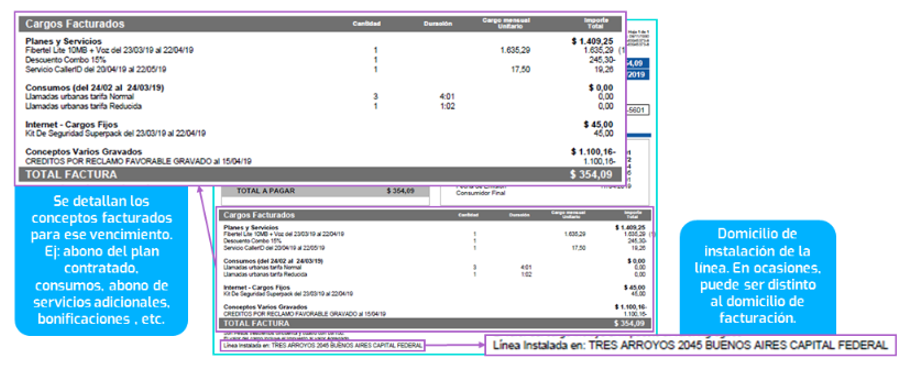 Cargos Facturados Cantidad Duración Cargo mensual Unitario Importe Total
Planes y Servicios $ 1.409,25
Fibertel Lite 10MB + Voz del 23/03/19 al 22/04/19 1 1.635,29 1.635,29 (1
Descuento Combo 15% 1 245,30-
Servicio CallerID del 20/04/19 al 22/05/19 1 17,50 19,26
Consumos (del 24/02 al 24/03/19) $ 0,00
Llamadas urbanas tarifa Normal 3 4:01 0,00
Llamadas urbanas tarifa Reducida 1 1:02 0,00
Internet - Cargos Fijos $ 45,00
Kit De Seguridad Superpack del 23/03/19 al 22/04/19 45,00
Conceptos Varios Gravados $ 1.100,16-
CREDITOS POR RECLAMO FAVORABLE GRAVADO al 15/04/19 1.100,16-
TOTAL FACTURA $ 354,09
4,09
/2019
-5601
TOTAL A PAGAR $ 354,09
Consumidor Final
Se detallan los
conceptos facturados
para ese vencimiento.
Ej: abono del plan
contratado,
consumos, abono de
servicios adicionales,
bonificaciones , etc.
Cargos Facturados Cantidad Duración Cargo mensual Unitario Importe Total
Planes y Servicios $ 1.409,25
Fibertel Lite 10MB + Voz del 23/03/19 al 22/04/19 1 1.635,29 1.635,29 (1
Descuento Combo 15% 1 245,30-
Servicio CallerID del 20/04/19 al 22/05/19 1 17,50 19,26
Consumos (del 24/02 al 24/03/19) $ 0,00
Llamadas urbanas tarifa Normal 3 4:01 0,00
Llamadas urbanas tarifa Reducida 1 1:02 0,00
Internet - Cargos Fijos $ 45,00
Kit De Seguridad Superpack del 23/03/19 al 22/04/19 45,00
Conceptos Varios Gravados $ 1.100,16-
CREDITOS POR RECLAMO FAVORABLE GRAVADO al 15/04/19 1.100,16-
TOTAL FACTURA $ 354,09
Línea Instalada en: TRES ARROYOS 2045 BUENOS AIRES CAPITAL FEDERAL
Domicilio de
instalación de la
línea. En ocasiones,
puede ser distinto
al domicilio de
facturación.
Línea Instalada en: TRES ARROYOS 2045 BUENOS AIRES CAPITAL FEDERAL